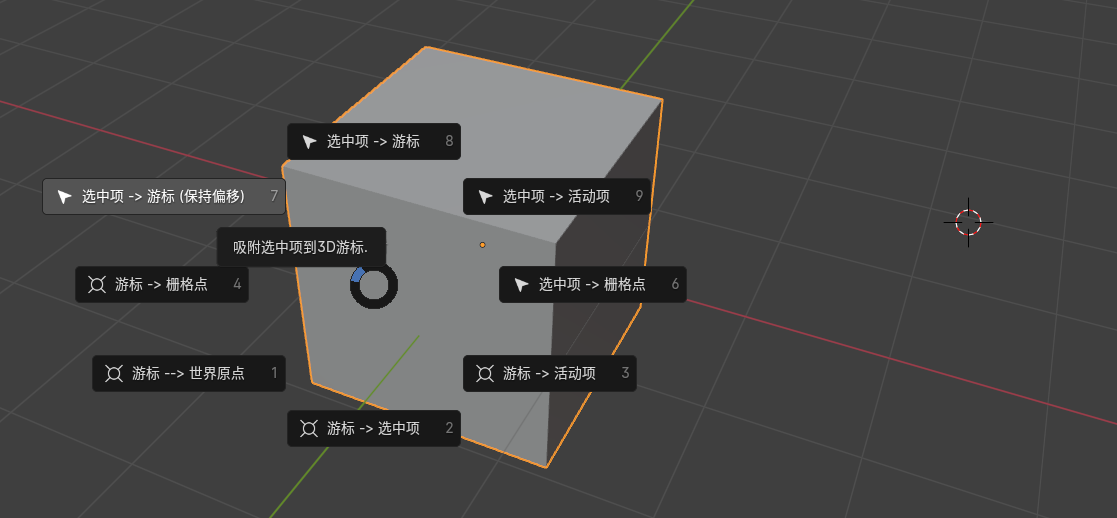 选中项 -> 游标 8
选中项 -> 游标 (保持偏移) 7
选中项 -> 活动项 9
吸附选中项到3D游标.
游标 -> 栅格点 4
选中项 -> 栅格点 6
游标 --> 世界原点 1
游标 -> 活动项 3
游标 -> 选中项 2